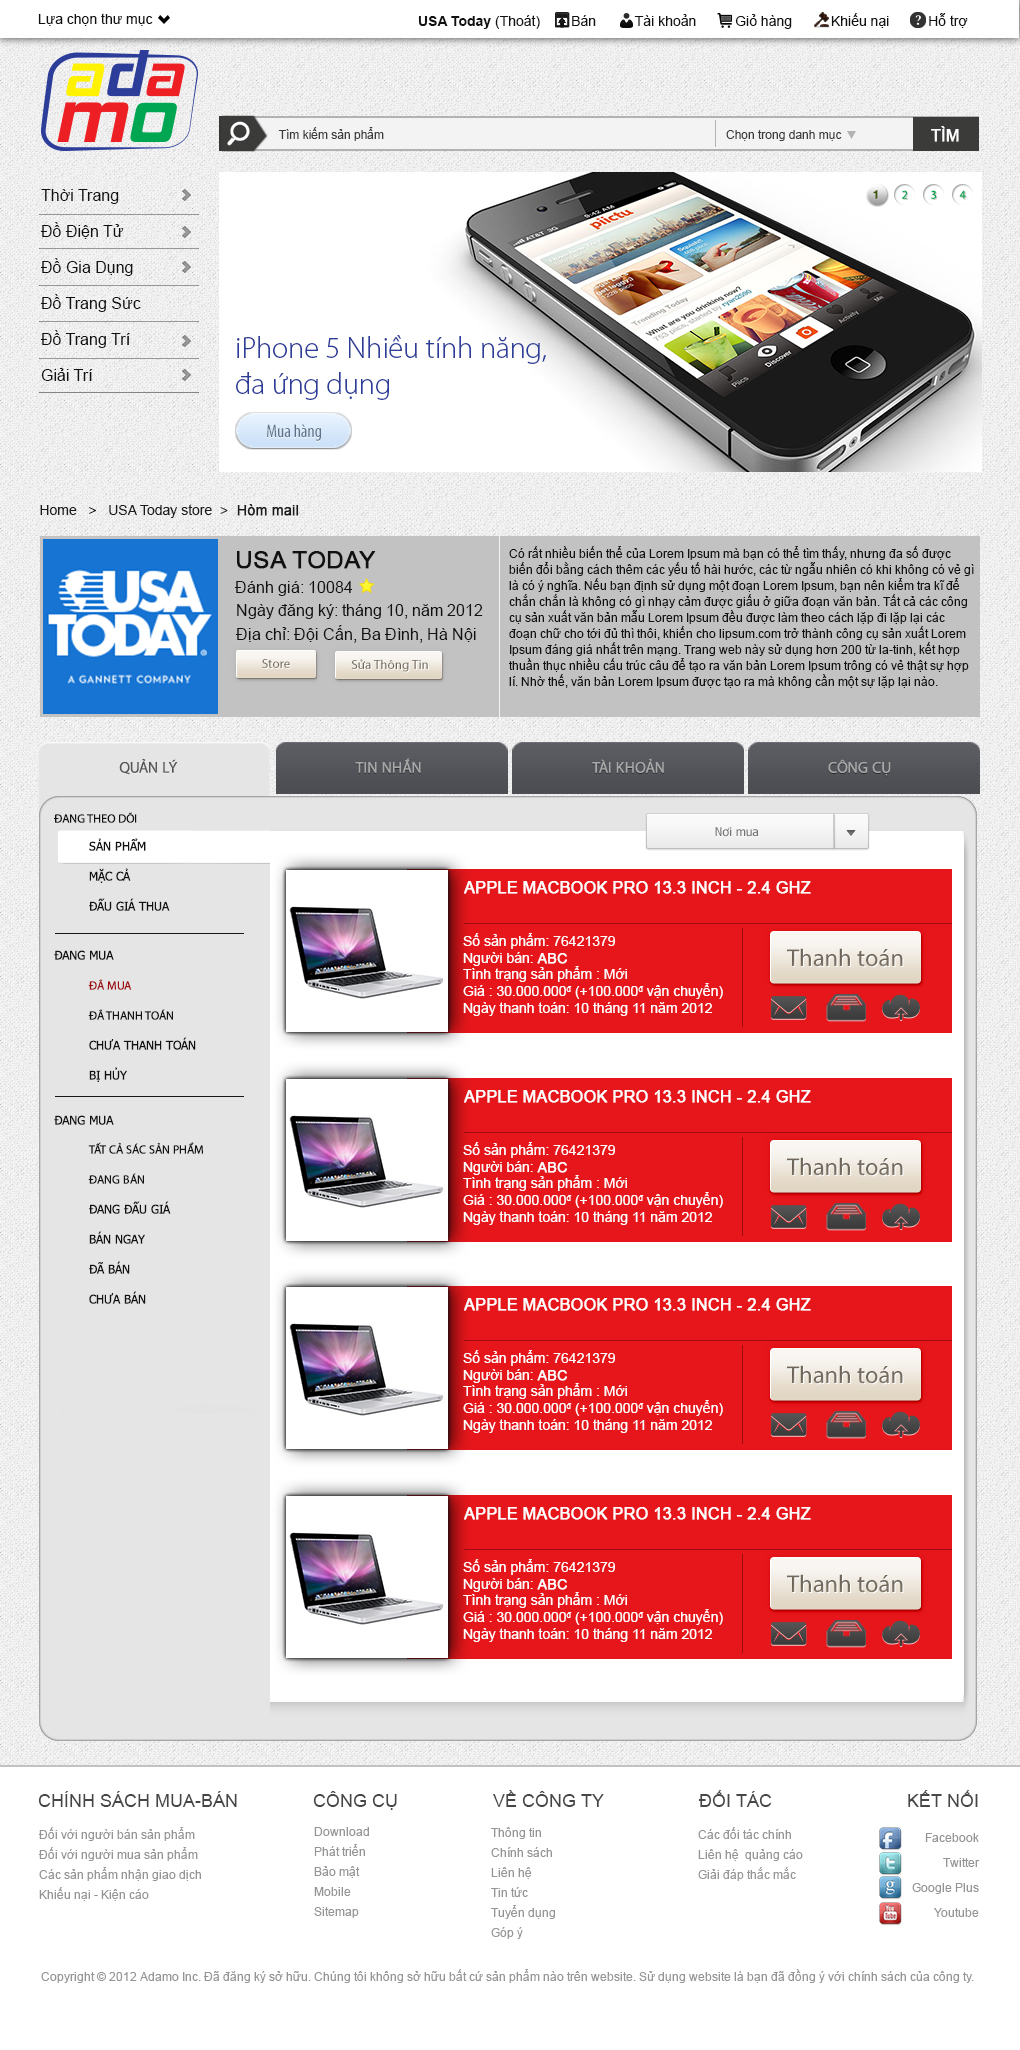 Lựa chọn thư mục
USA Today (Thoát) Bán Tài khoản Giỏ hàng Khiếu nại Hỗ trợ
adamo
Tìm kiếm sản phẩm Chọn trong danh mục TÌM
Thời Trang
Đồ Điện Tử
Đồ Gia Dụng
Đồ Trang Sức
Đồ Trang Trí
Giải Trí
1 2 3 4
piictu
Trending Today
What are you drinking now?
Discover
Activity
Me
iPhone 5 Nhiều tính năng,
đa ứng dụng
Mua hàng
Home > USA Today store > Hòm mail
USA
TODAY
A GANNETT COMPANY
USA TODAY
Đánh giá: 10084
Ngày đăng ký: tháng 10, năm 2012
Địa chỉ: Đội Cấn, Ba Đình, Hà Nội
Store Sửa Thông Tin
Có rất nhiều biến thể của Lorem Ipsum mà bạn có thể tìm thấy, nhưng đa số được
biến đổi bằng cách thêm các yếu tố hài hước, các từ ngẫu nhiên có khi không có vẻ gì
là có ý nghĩa. Nếu bạn định sử dụng một đoạn Lorem Ipsum, bạn nên kiểm tra kĩ để
chắn chắn là không có gì nhạy cảm được giấu ở giữa đoạn văn bản. Tất cả các công
cụ sản xuất văn bản mẫu Lorem Ipsum đều được làm theo cách lặp đi lặp lại các
đoạn chữ cho tới đủ thì thôi, khiến cho lipsum.com trở thành công cụ sản xuất Lorem
Ipsum đáng giá nhất trên mạng. Trang web này sử dụng hơn 200 từ la-tinh, kết hợp
thuần thục nhiều cấu trúc câu để tạo ra văn bản Lorem Ipsum trông có vẻ thật sự hợp
lí. Nhờ thế, văn bản Lorem Ipsum được tạo ra mà không cần một sự lặp lại nào.
QUẢN LÝ TIN NHẮN TÀI KHOẢN CÔNG CỤ
ĐANG THEO DÕI
SẢN PHẨM
MẶC CẢ
ĐẤU GIÁ THUA
ĐANG MUA
ĐÃ MUA
ĐÃ THANH TOÁN
CHƯA THANH TOÁN
BỊ HỦY
ĐANG MUA
TẤT CẢ SÁC SẢN PHẨM
ĐANG BÁN
ĐANG ĐẤU GIÁ
BÁN NGAY
ĐÃ BÁN
CHƯA BÁN
Nơi mua
APPLE MACBOOK PRO 13.3 INCH - 2.4 GHZ
Số sản phẩm: 76421379
Người bán: ABC
Tình trạng sản phẩm : Mới
Giá : 30.000.000đ (+100.000đ vận chuyển)
Ngày thanh toán: 10 tháng 11 năm 2012
Thanh toán
APPLE MACBOOK PRO 13.3 INCH - 2.4 GHZ
Số sản phẩm: 76421379
Người bán: ABC
Tình trạng sản phẩm : Mới
Giá : 30.000.000đ (+100.000đ vận chuyển)
Ngày thanh toán: 10 tháng 11 năm 2012
Thanh toán
APPLE MACBOOK PRO 13.3 INCH - 2.4 GHZ
Số sản phẩm: 76421379
Người bán: ABC
Tình trạng sản phẩm : Mới
Giá : 30.000.000đ (+100.000đ vận chuyển)
Ngày thanh toán: 10 tháng 11 năm 2012
Thanh toán
APPLE MACBOOK PRO 13.3 INCH - 2.4 GHZ
Số sản phẩm: 76421379
Người bán: ABC
Tình trạng sản phẩm : Mới
Giá : 30.000.000đ (+100.000đ vận chuyển)
Ngày thanh toán: 10 tháng 11 năm 2012
Thanh toán
CHÍNH SÁCH MUA-BÁN
Đối với người bán sản phẩm
Đối với người mua sản phẩm
Các sản phẩm nhận giao dịch
Khiếu nại - Kiện cáo
CÔNG CỤ
Download
Phát triển
Bảo mật
Mobile
Sitemap
VỀ CÔNG TY
Thông tin
Chính sách
Liên hệ
Tin tức
Tuyển dụng
Góp ý
ĐỐI TÁC
Các đối tác chính
Liên hệ quảng cáo
Giải đáp thắc mắc
KẾT NỐI
Facebook
Twitter
Google Plus
Youtube
Copyright © 2012 Adamo Inc. Đã đăng ký sở hữu. Chúng tôi không sở hữu bất cứ sản phẩm nào trên website. Sử dụng website là bạn đã đồng ý với chính sách của công ty.